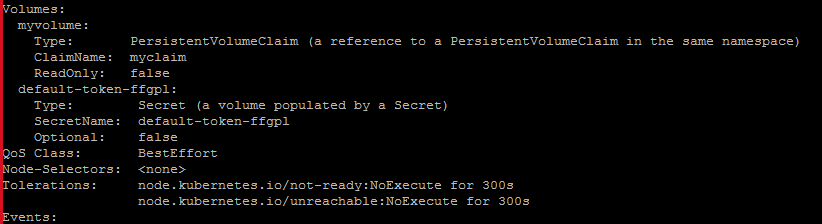 Volumes:
  myvolume:
    Type:       PersistentVolumeClaim (a reference to a PersistentVolumeClaim in the same namespace)
    ClaimName:  myclaim
    ReadOnly:   false
  default-token-ffgpl:
    Type:        Secret (a volume populated by a Secret)
    SecretName:  default-token-ffgpl
    Optional:    false
QoS Class:       BestEffort
Node-Selectors:  <none>
Tolerations:     node.kubernetes.io/not-ready:NoExecute for 300s
                 node.kubernetes.io/unreachable:NoExecute for 300s
Events: